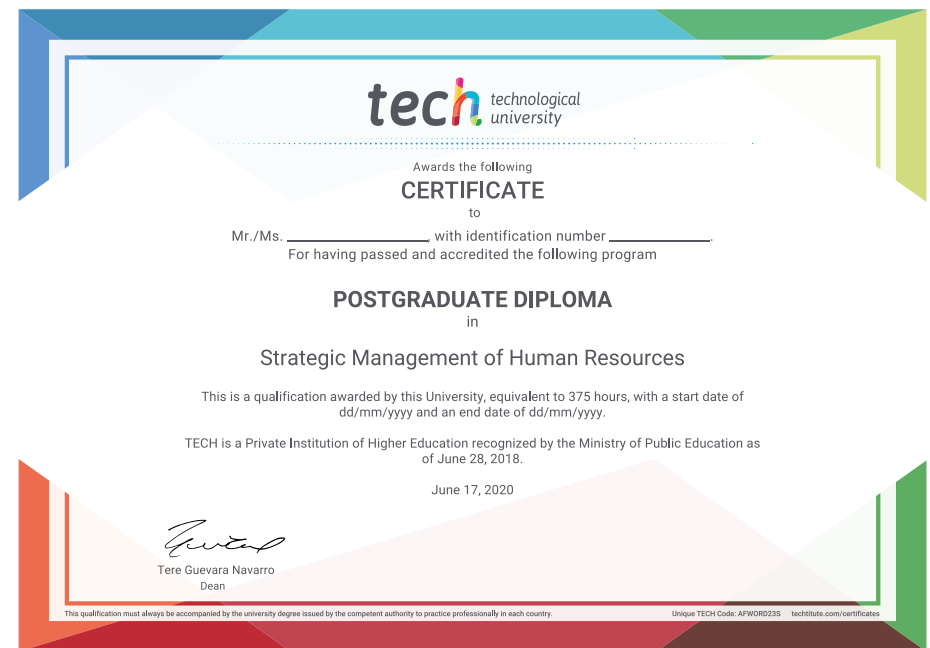 tech technological
university
Awards the following
CERTIFICATE
to
Mr./Ms. ____________________, with identification number ______________.
For having passed and accredited the following program
POSTGRADUATE DIPLOMA
in
Strategic Management of Human Resources
This is a qualification awarded by this University, equivalent to 375 hours, with a start date of
dd/mm/yyyy and an end date of dd/mm/yyyy.
TECH is a Private Institution of Higher Education recognized by the Ministry of Public Education as
of June 28, 2018.
June 17, 2020
Tere Guevara Navarro
Dean
This qualification must always be accompanied by the university degree issued by the competent authority to practice professionally in each country. Unique TECH Code: AFWORD23S techtitute.com/certificates